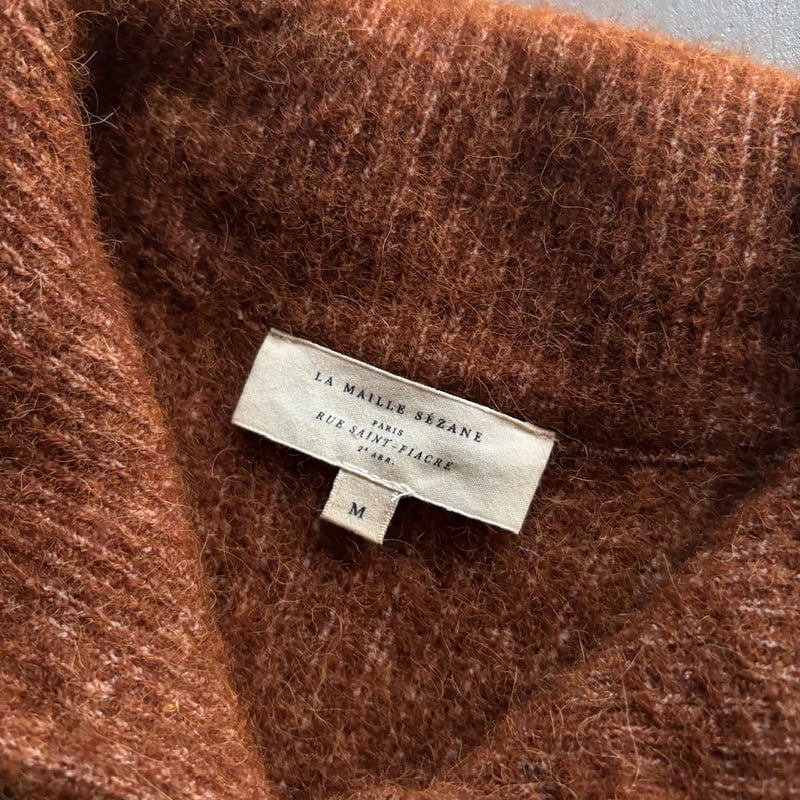 LA MAILLE SÉZANE
PARIS
RUE SAINT-FIACRE
2ᴱ ARR.
M